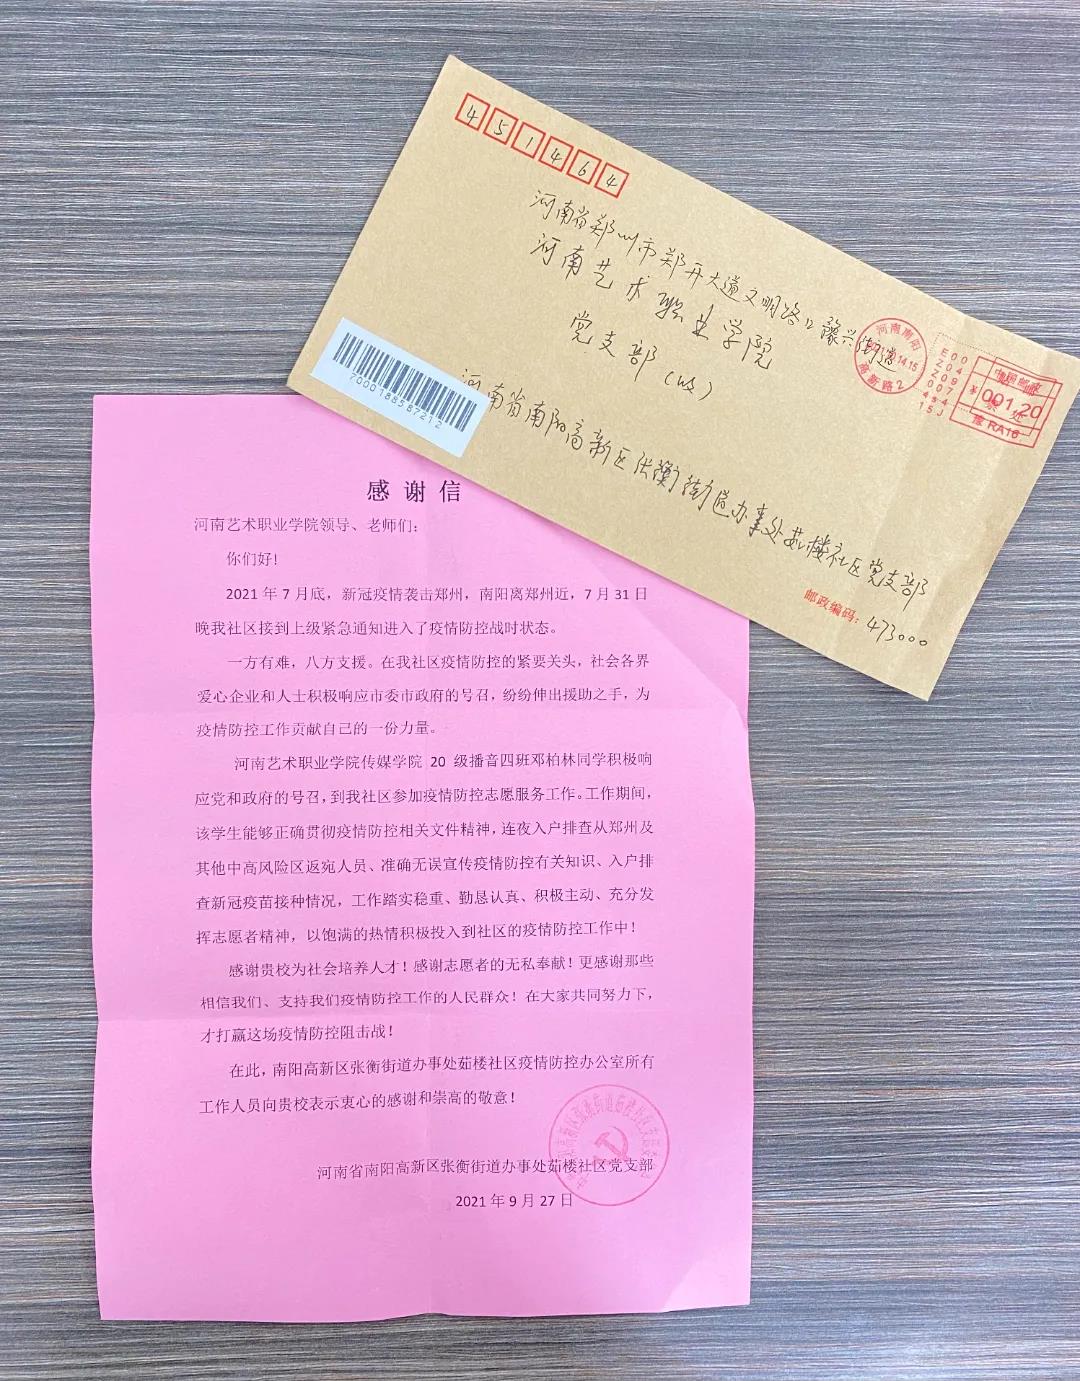 451464
河南省郑州市郑开大道文明路口豫兴街道
河南艺术职业学院
党支部(收)
河南省南阳高新区张衡街道办事处茹楼社区党支部
邮政编码：473000
7000188587212
河南南阳
14.15
高新路2
中国邮政
001.20
豫RA16
感谢信
河南艺术职业学院领导、老师们：
你们好！
2021年7月底，新冠疫情袭击郑州，南阳离郑州近，7月31日
晚我社区接到上级紧急通知进入了疫情防控战时状态。
一方有难，八方支援。在我社区疫情防控的紧要关头，社会各界
爱心企业和人士积极响应市委市政府的号召，纷纷伸出援助之手，为
疫情防控工作贡献自己的一份力量。
河南艺术职业学院传媒学院 20 级播音四班邓柏林同学积极响
应党和政府的号召，到我社区参加疫情防控志愿服务工作。工作期间，
该学生能够正确贯彻疫情防控相关文件精神，连夜入户排查从郑州及
其他中高风险区返宛人员、准确无误宣传疫情防控有关知识、入户排
查新冠疫苗接种情况，工作踏实稳重、勤恳认真、积极主动、充分发
挥志愿者精神，以饱满的热情积极投入到社区的疫情防控工作中！
感谢贵校为社会培养人才！感谢志愿者的无私奉献！更感谢那些
相信我们、支持我们疫情防控工作的人民群众！在大家共同努力下，
才打赢这场疫情防控阻击战！
在此，南阳高新区张衡街道办事处茹楼社区疫情防控办公室所有
工作人员向贵校表示衷心的感谢和崇高的敬意！
河南省南阳高新区张衡街道办事处茹楼社区党支部
2021年9月27日